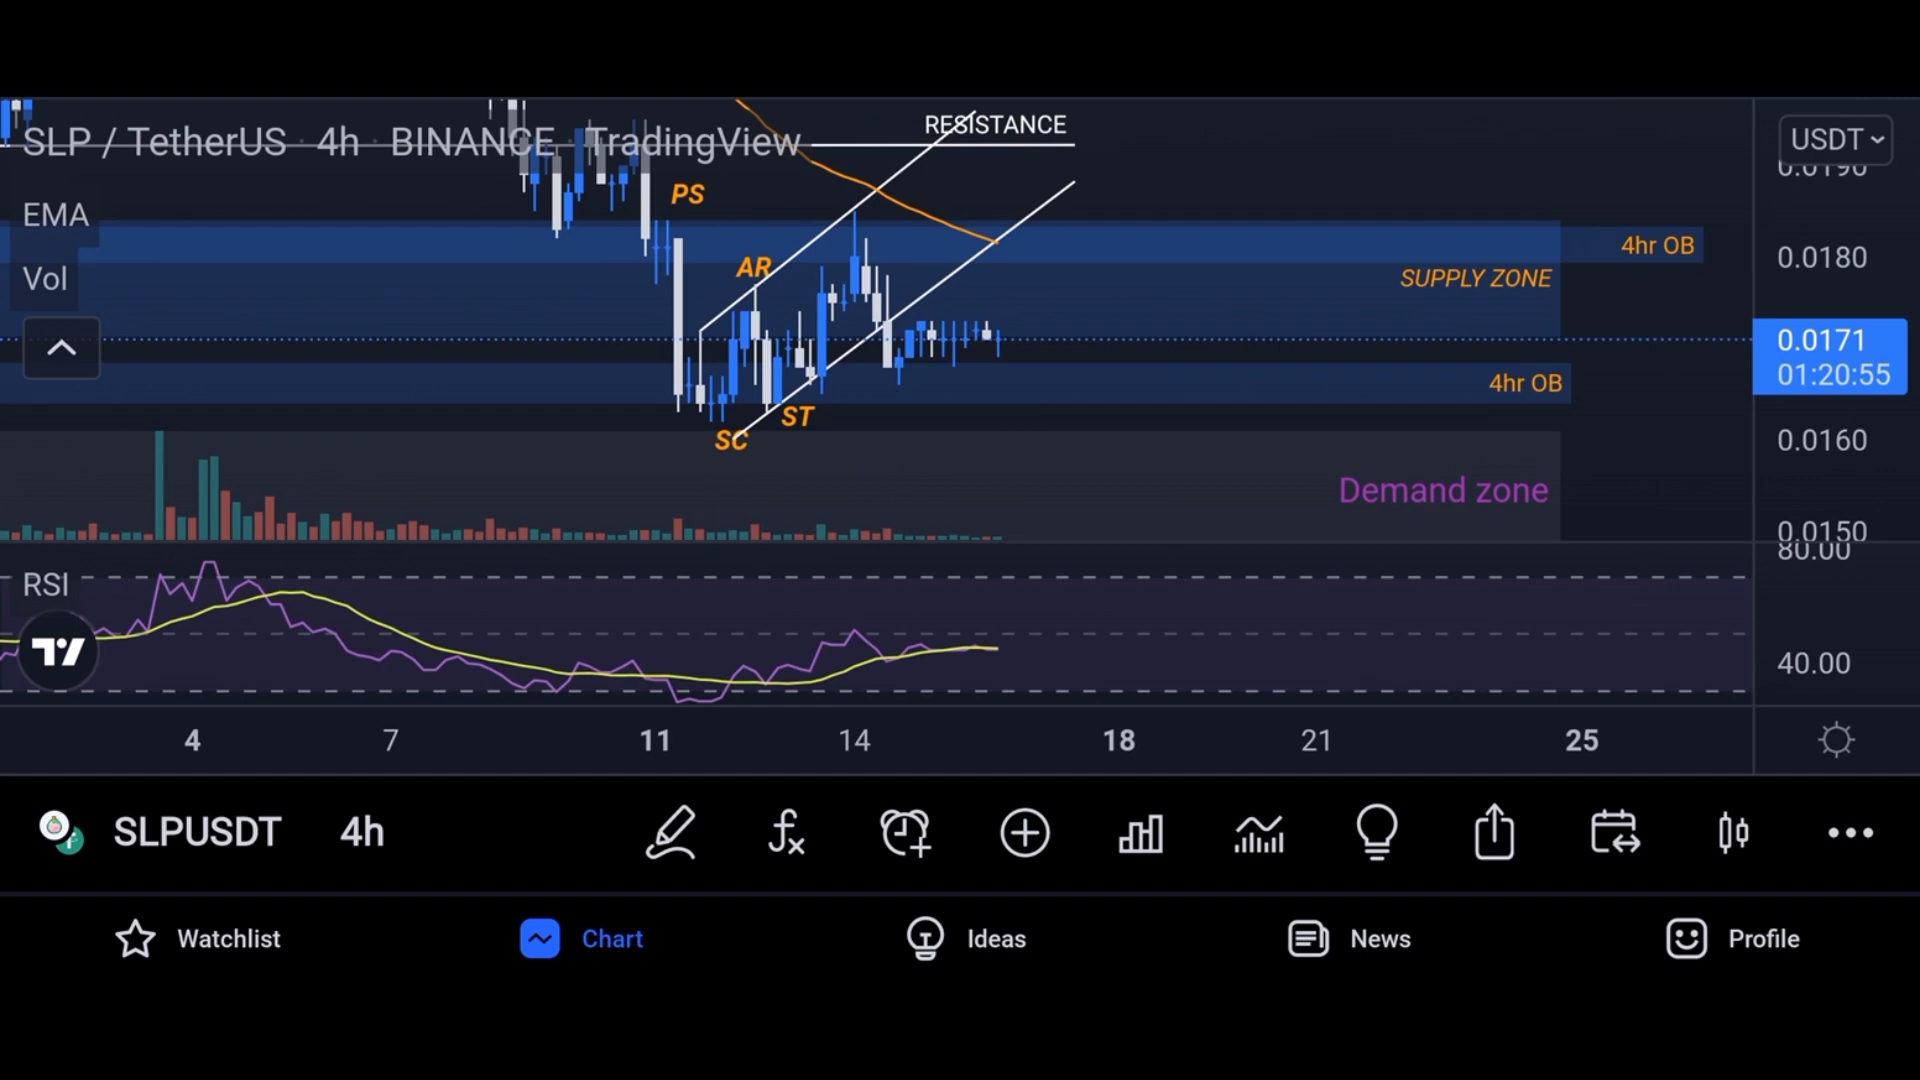 RESISTANCE
SLP / TetherUS · 4h · BINANCE · TradingView
USDT
0.0190
PS
EMA
4hr OB
0.0180
AR
SUPPLY ZONE
Vol
0.0171
01:20:55
4hr OB
ST
SC
0.0160
Demand zone
0.0150
80.00
RSI
40.00
4 7 11 14 18 21 25
SLPUSDT 4h
Watchlist Chart Ideas News Profile